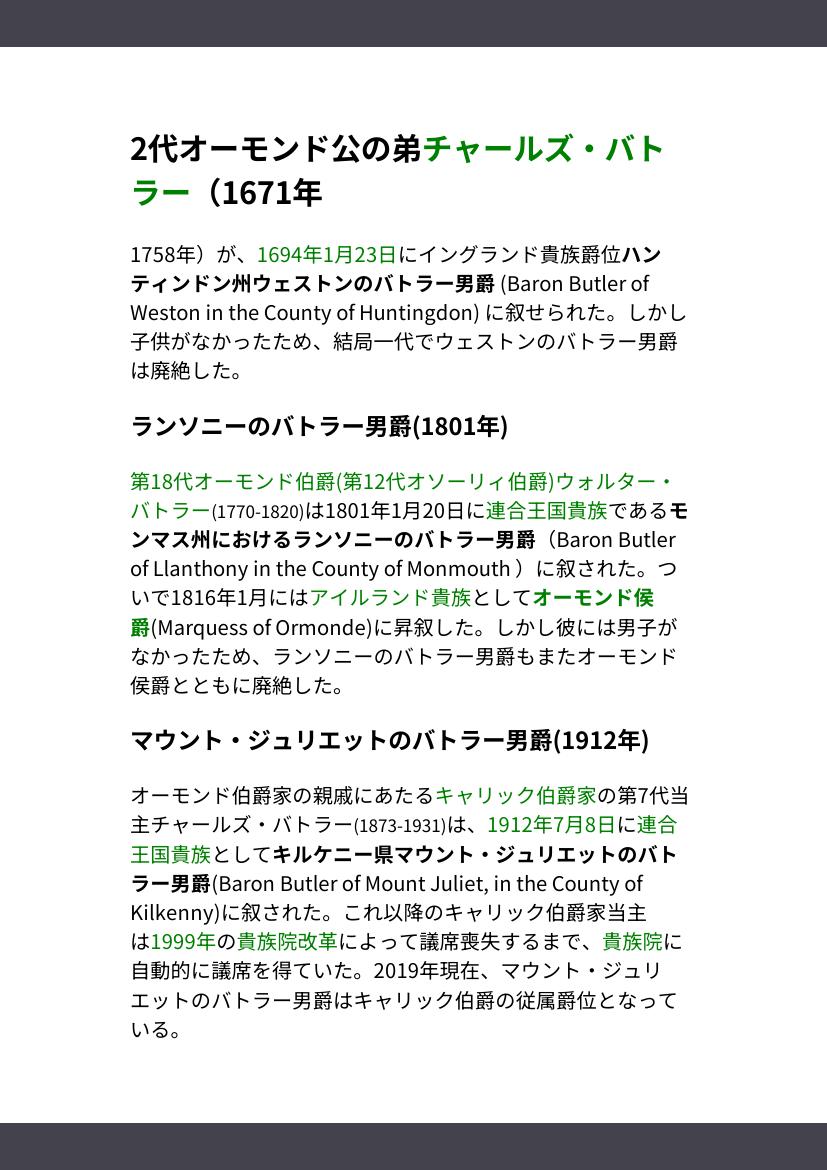 2代オーモンド公の弟チャールズ・バト
ラー（1671年
1758年）が、1694年1月23日にイングランド貴族爵位ハン
ティンドン州ウェストンのバトラー男爵 (Baron Butler of
Weston in the County of Huntingdon) に叙せられた。しかし
子供がなかったため、結局一代でウェストンのバトラー男爵
は廃絶した。
ランソニーのバトラー男爵(1801年)
第18代オーモンド伯爵(第12代オソーリィ伯爵)ウォルター・
バトラー(1770-1820)は1801年1月20日に連合王国貴族であるモ
ンマス州におけるランソニーのバトラー男爵（Baron Butler
of Llanthony in the County of Monmouth ）に叙された。つ
いで1816年1月にはアイルランド貴族としてオーモンド侯
爵(Marquess of Ormonde)に昇叙した。しかし彼には男子が
なかったため、ランソニーのバトラー男爵もまたオーモンド
侯爵とともに廃絶した。
マウント・ジュリエットのバトラー男爵(1912年)
オーモンド伯爵家の親戚にあたるキャリック伯爵家の第7代当
主チャールズ・バトラー(1873-1931)は、1912年7月8日に連合
王国貴族としてキルケニー県マウント・ジュリエットのバト
ラー男爵(Baron Butler of Mount Juliet, in the County of
Kilkenny)に叙された。これ以降のキャリック伯爵家当主
は1999年の貴族院改革によって議席喪失するまで、貴族院に
自動的に議席を得ていた。2019年現在、マウント・ジュリ
エットのバトラー男爵はキャリック伯爵の従属爵位となって
いる。